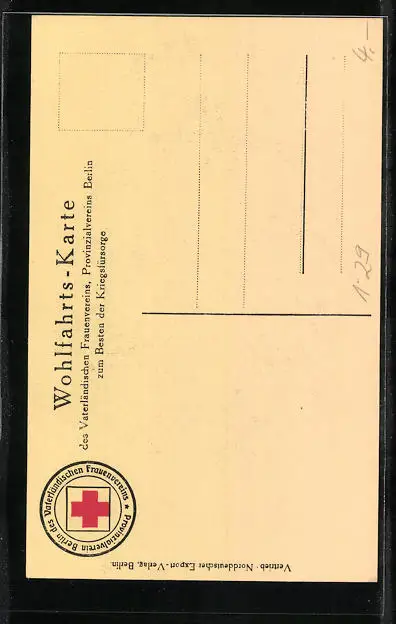 Wohlfahrts-Karte
des Vaterländischen Frauenvereins, Provinzialvereins Berlin
zum Besten der Kriegsfürsorge
Provinzialverein Berlin des Vaterländischen Frauenvereins ★
Vertrieb: Norddeutscher Export-Verlag, Berlin.
4.–
1·29